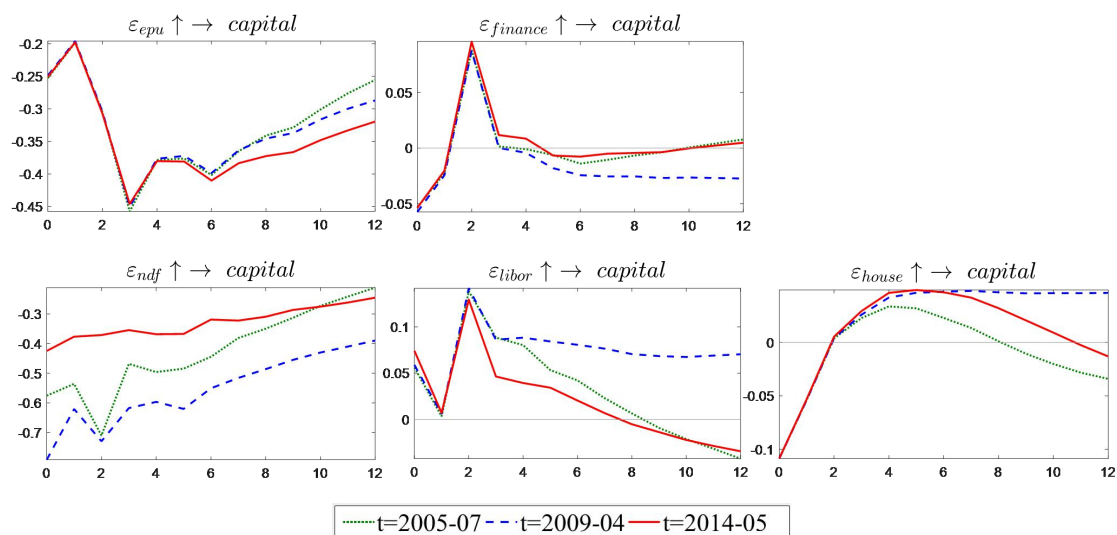 ε_epu ↑ → capital
-0.2
-0.25
-0.3
-0.35
-0.4
-0.45
0 2 4 6 8 10 12
ε_finance ↑ → capital
0.05
0
-0.05
0 2 4 6 8 10 12
ε_ndf ↑ → capital
-0.3
-0.4
-0.5
-0.6
-0.7
0 2 4 6 8 10 12
ε_libor ↑ → capital
0.1
0.05
0
0 2 4 6 8 10 12
ε_house ↑ → capital
0
-0.05
-0.1
0 2 4 6 8 10 12
t=2005-07 t=2009-04 t=2014-05